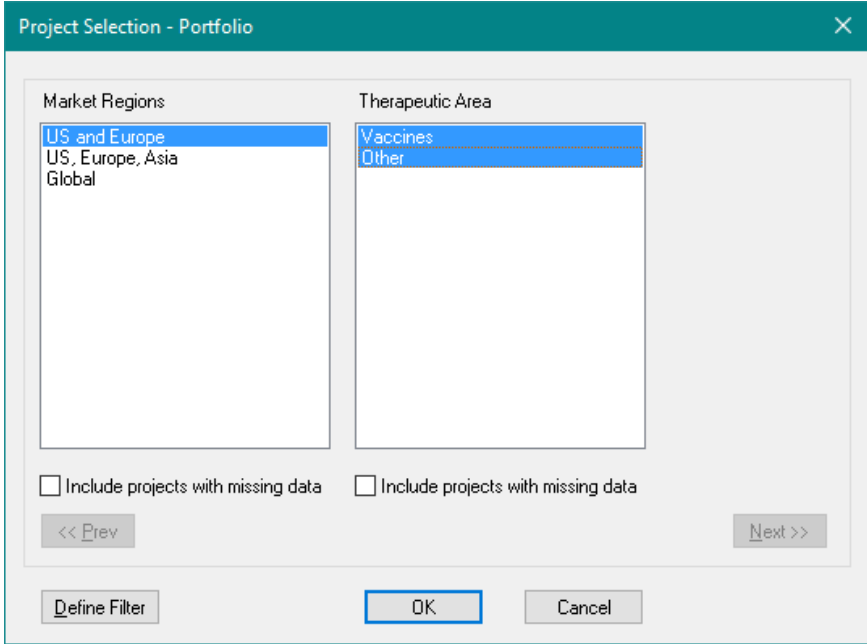 Project Selection - Portfolio
Market Regions
Therapeutic Area
US and Europe
US, Europe, Asia
Global
Vaccines
Other
Include projects with missing data
Include projects with missing data
<< Prev
Next >>
Define Filter
OK
Cancel